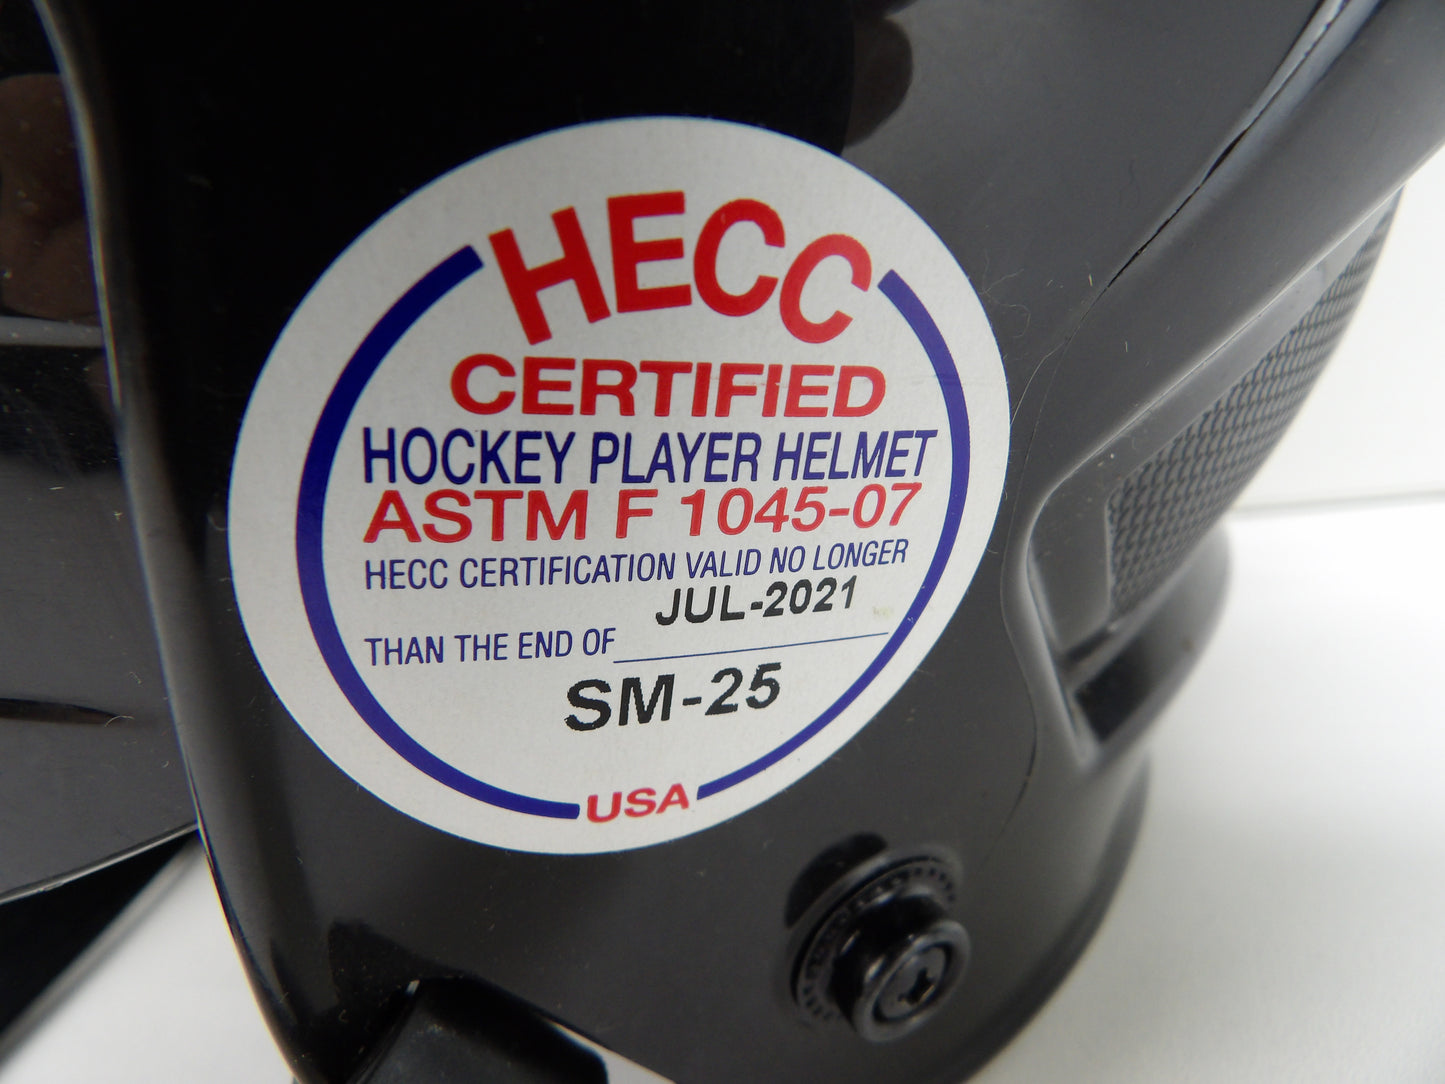 HECC
CERTIFIED
HOCKEY PLAYER HELMET
ASTM F 1045-07
HECC CERTIFICATION VALID NO LONGER
JUL-2021
THAN THE END OF
SM-25
USA